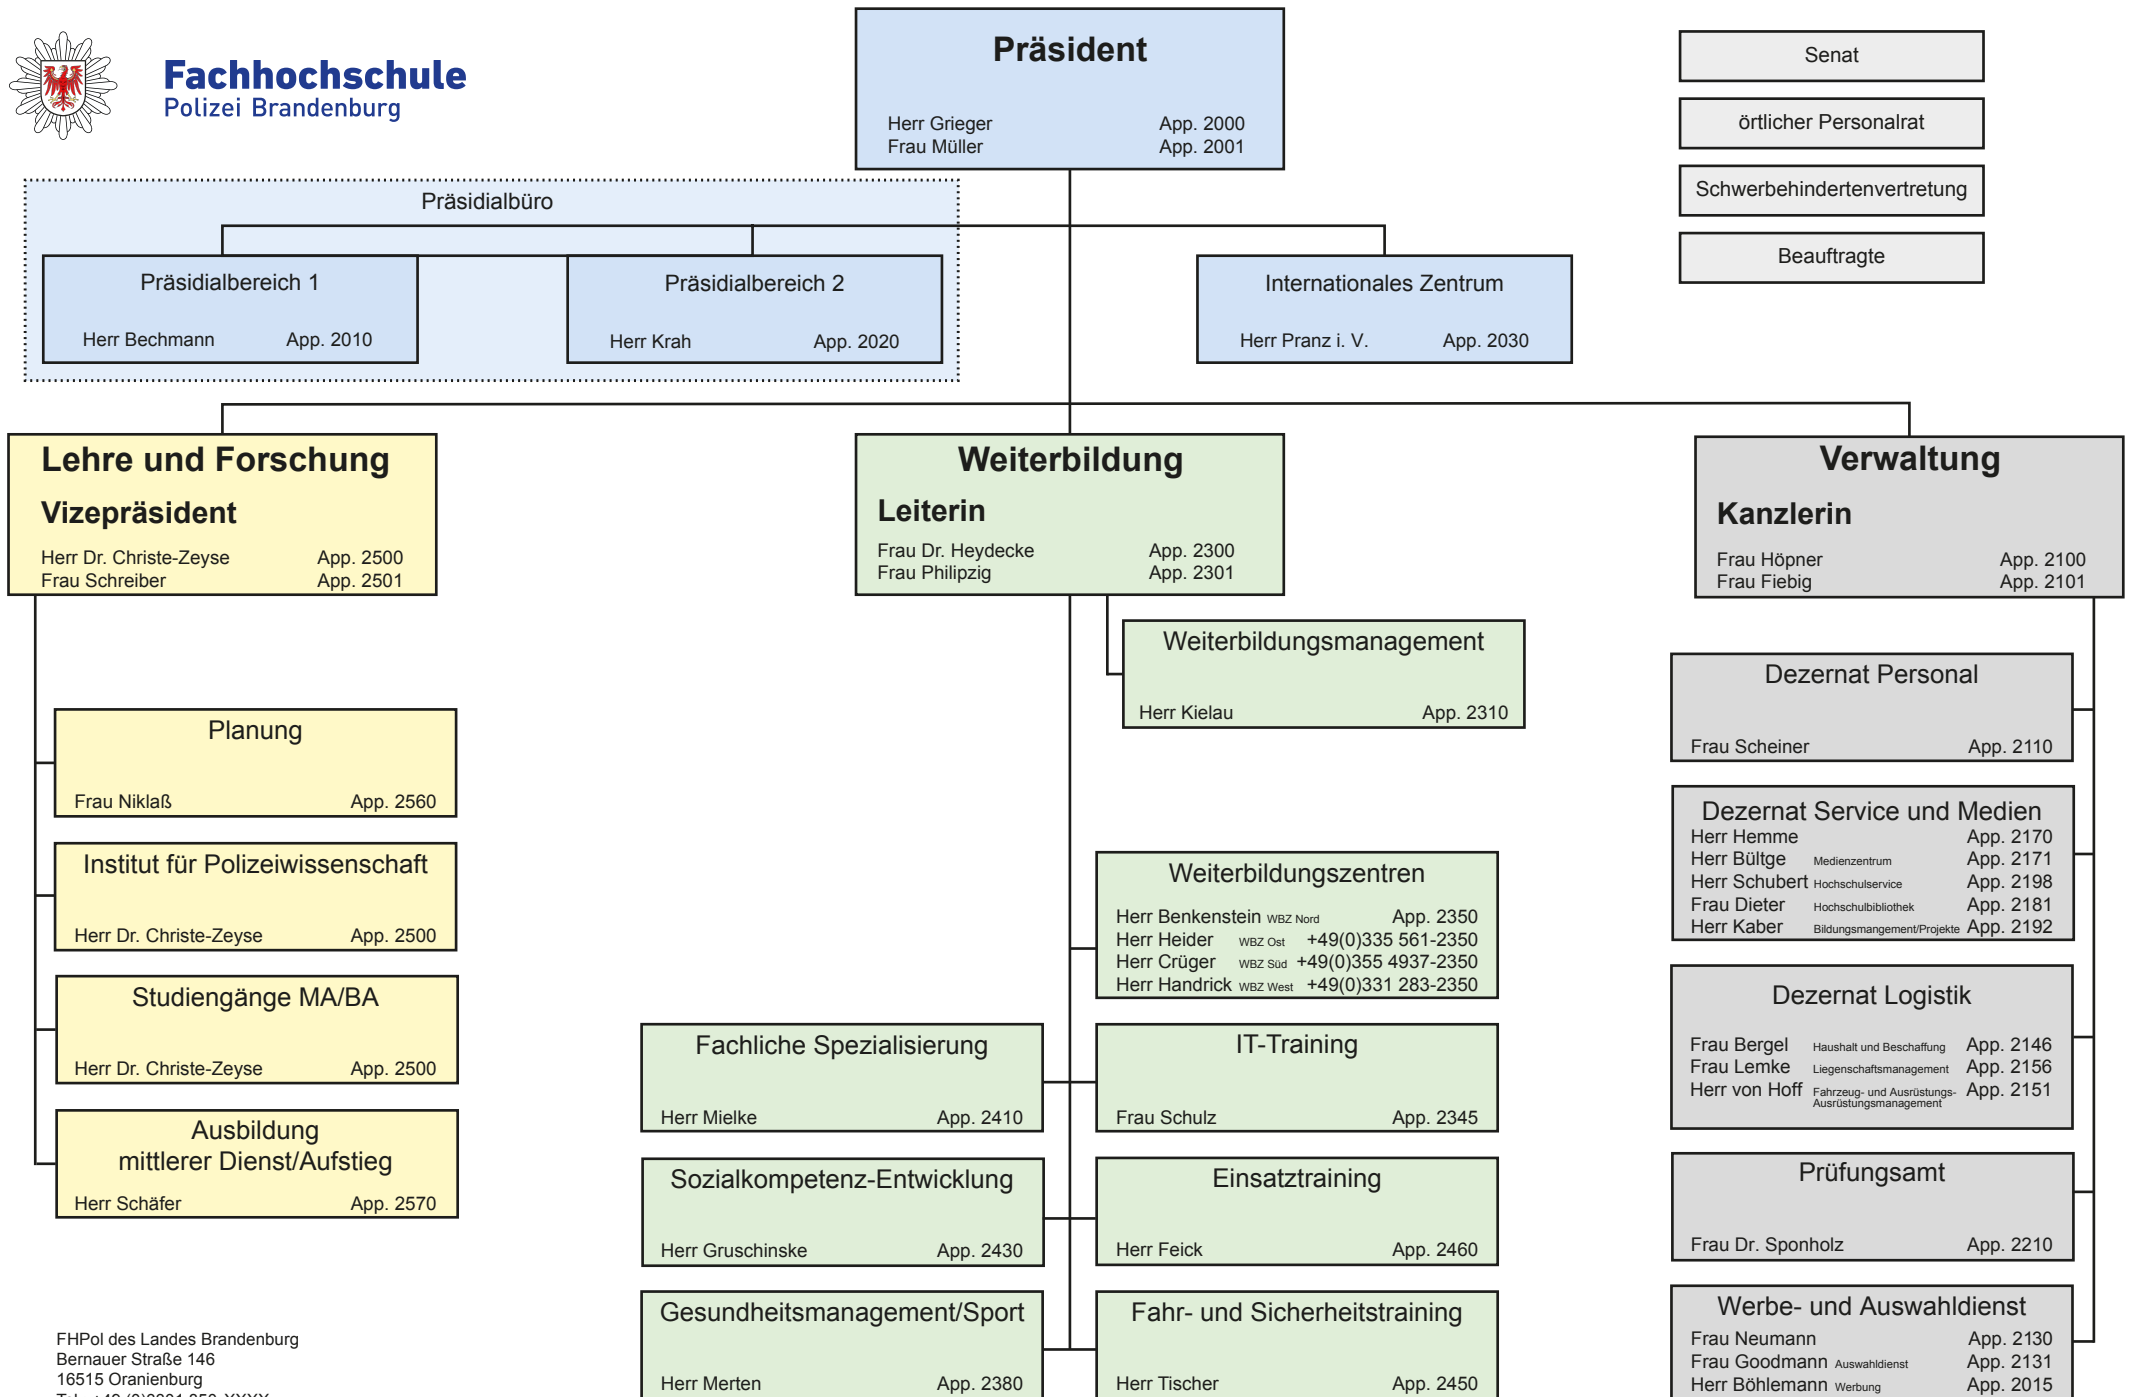 Fachhochschule
Polizei Brandenburg
Präsident
Herr Grieger App. 2000
Frau Müller App. 2001
Senat
örtlicher Personalrat
Schwerbehindertenvertretung
Beauftragte
Präsidialbüro
Präsidialbereich 1
Herr Bechmann App. 2010
Präsidialbereich 2
Herr Krah App. 2020
Internationales Zentrum
Herr Pranz i. V. App. 2030
Lehre und Forschung
Vizepräsident
Herr Dr. Christe-Zeyse App. 2500
Frau Schreiber App. 2501
Planung
Frau Niklaß App. 2560
Institut für Polizeiwissenschaft
Herr Dr. Christe-Zeyse App. 2500
Studiengänge MA/BA
Herr Dr. Christe-Zeyse App. 2500
Ausbildung
mittlerer Dienst/Aufstieg
Herr Schäfer App. 2570
Weiterbildung
Leiterin
Frau Dr. Heydecke App. 2300
Frau Philipzig App. 2301
Weiterbildungsmanagement
Herr Kielau App. 2310
Weiterbildungszentren
Herr Benkenstein WBZ Nord App. 2350
Herr Heider WBZ Ost +49(0)335 561-2350
Herr Crüger WBZ Süd +49(0)355 4937-2350
Herr Handrick WBZ West +49(0)331 283-2350
Fachliche Spezialisierung
Herr Mielke App. 2410
IT-Training
Frau Schulz App. 2345
Sozialkompetenz-Entwicklung
Herr Gruschinske App. 2430
Einsatztraining
Herr Feick App. 2460
Gesundheitsmanagement/Sport
Herr Merten App. 2380
Fahr- und Sicherheitstraining
Herr Tischer App. 2450
Verwaltung
Kanzlerin
Frau Höpner App. 2100
Frau Fiebig App. 2101
Dezernat Personal
Frau Scheiner App. 2110
Dezernat Service und Medien
Herr Hemme App. 2170
Herr Bültge Medienzentrum App. 2171
Herr Schubert Hochschulservice App. 2198
Frau Dieter Hochschulbibliothek App. 2181
Herr Kaber Bildungsmangement/Projekte App. 2192
Dezernat Logistik
Frau Bergel Haushalt und Beschaffung App. 2146
Frau Lemke Liegenschaftsmanagement App. 2156
Herr von Hoff Fahrzeug- und Ausrüstungs- App. 2151
Ausrüstungsmanagement
Prüfungsamt
Frau Dr. Sponholz App. 2210
Werbe- und Auswahldienst
Frau Neumann App. 2130
Frau Goodmann Auswahldienst App. 2131
Herr Böhlemann Werbung App. 2015
FHPol des Landes Brandenburg
Bernauer Straße 146
16515 Oranienburg